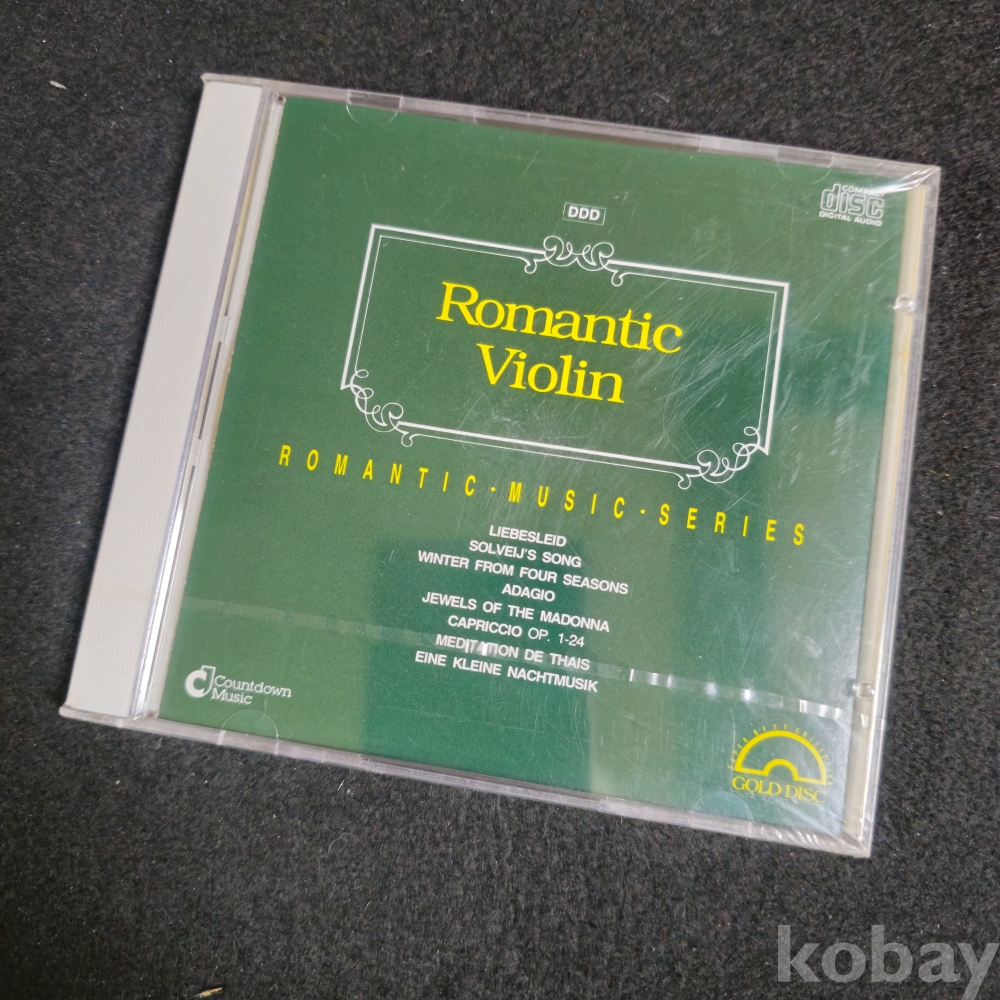 DDD
COMPACT
disc
DIGITAL AUDIO
Romantic
Violin
ROMANTIC-MUSIC-SERIES
LIEBESLEID
SOLVEIJ'S SONG
WINTER FROM FOUR SEASONS
ADAGIO
JEWELS OF THE MADONNA
CAPRICCIO OP. 1-24
MEDITATION DE THAIS
EINE KLEINE NACHTMUSIK
Countdown
Music
GOLD DISC
kobay